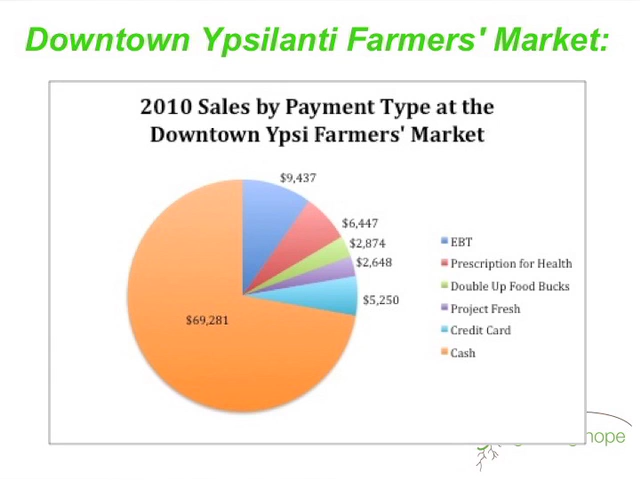 Downtown Ypsilanti Farmers' Market:
2010 Sales by Payment Type at the
Downtown Ypsi Farmers' Market
$9,437
$6,447
$2,874
$2,648
$5,250
$69,281
EBT
Prescription for Health
Double Up Food Bucks
Project Fresh
Credit Card
Cash
hope